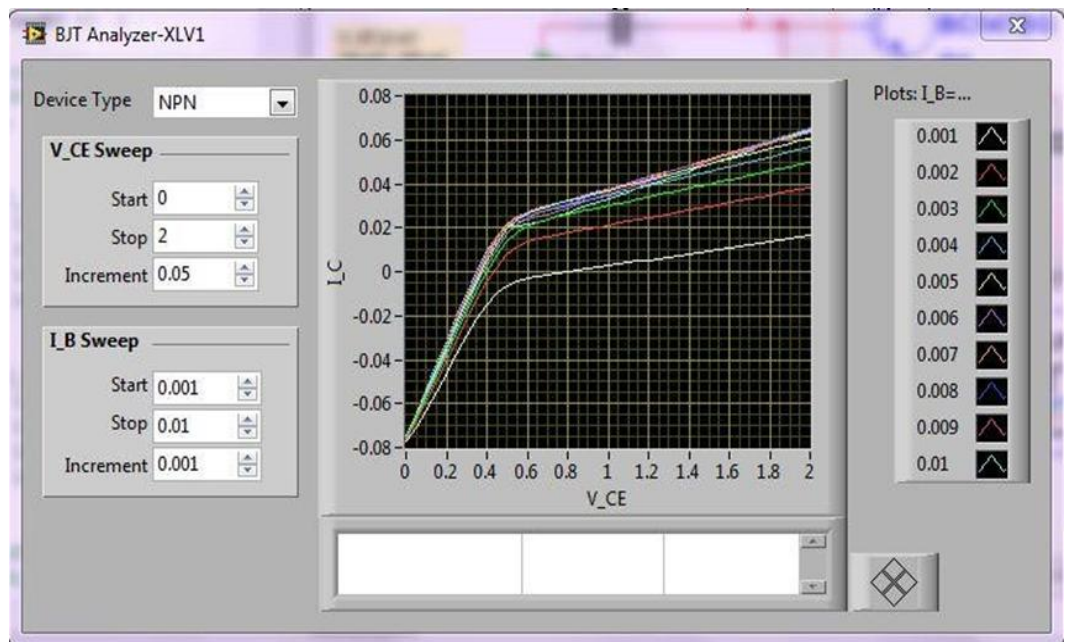 BJT Analyzer-XLV1
X
Device Type NPN
V_CE Sweep
Start 0
Stop 2
Increment 0.05
I_B Sweep
Start 0.001
Stop 0.01
Increment 0.001
I_C
0.08
0.06
0.04
0.02
0
-0.02
-0.04
-0.06
-0.08
0 0.2 0.4 0.6 0.8 1 1.2 1.4 1.6 1.8 2
V_CE
Plots: I_B=...
0.001
0.002
0.003
0.004
0.005
0.006
0.007
0.008
0.009
0.01